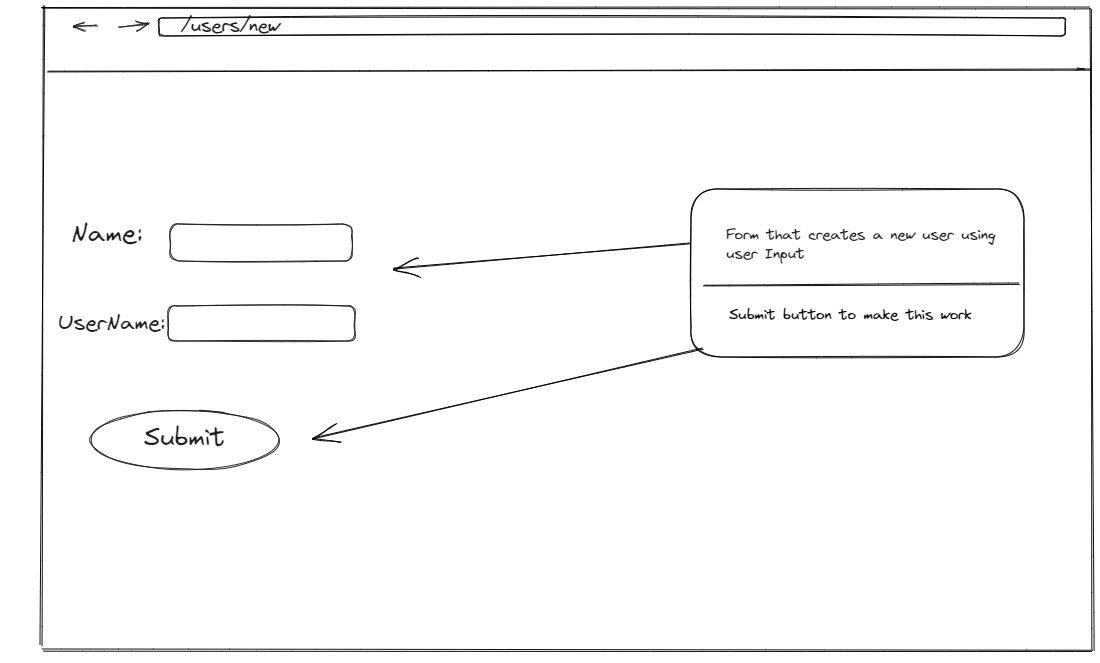 /users/new
Name:
UserName:
Submit
Form that creates a new user using
user Input
Submit button to make this work